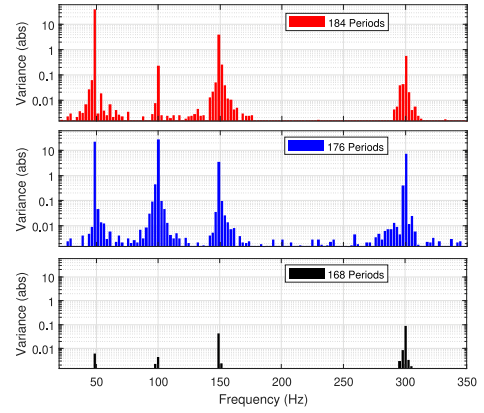 184 Periods
Variance (abs)
10
1
0.1
0.01
176 Periods
Variance (abs)
10
1
0.1
0.01
168 Periods
Variance (abs)
10
1
0.1
0.01
50 100 150 200 250 300 350
Frequency (Hz)